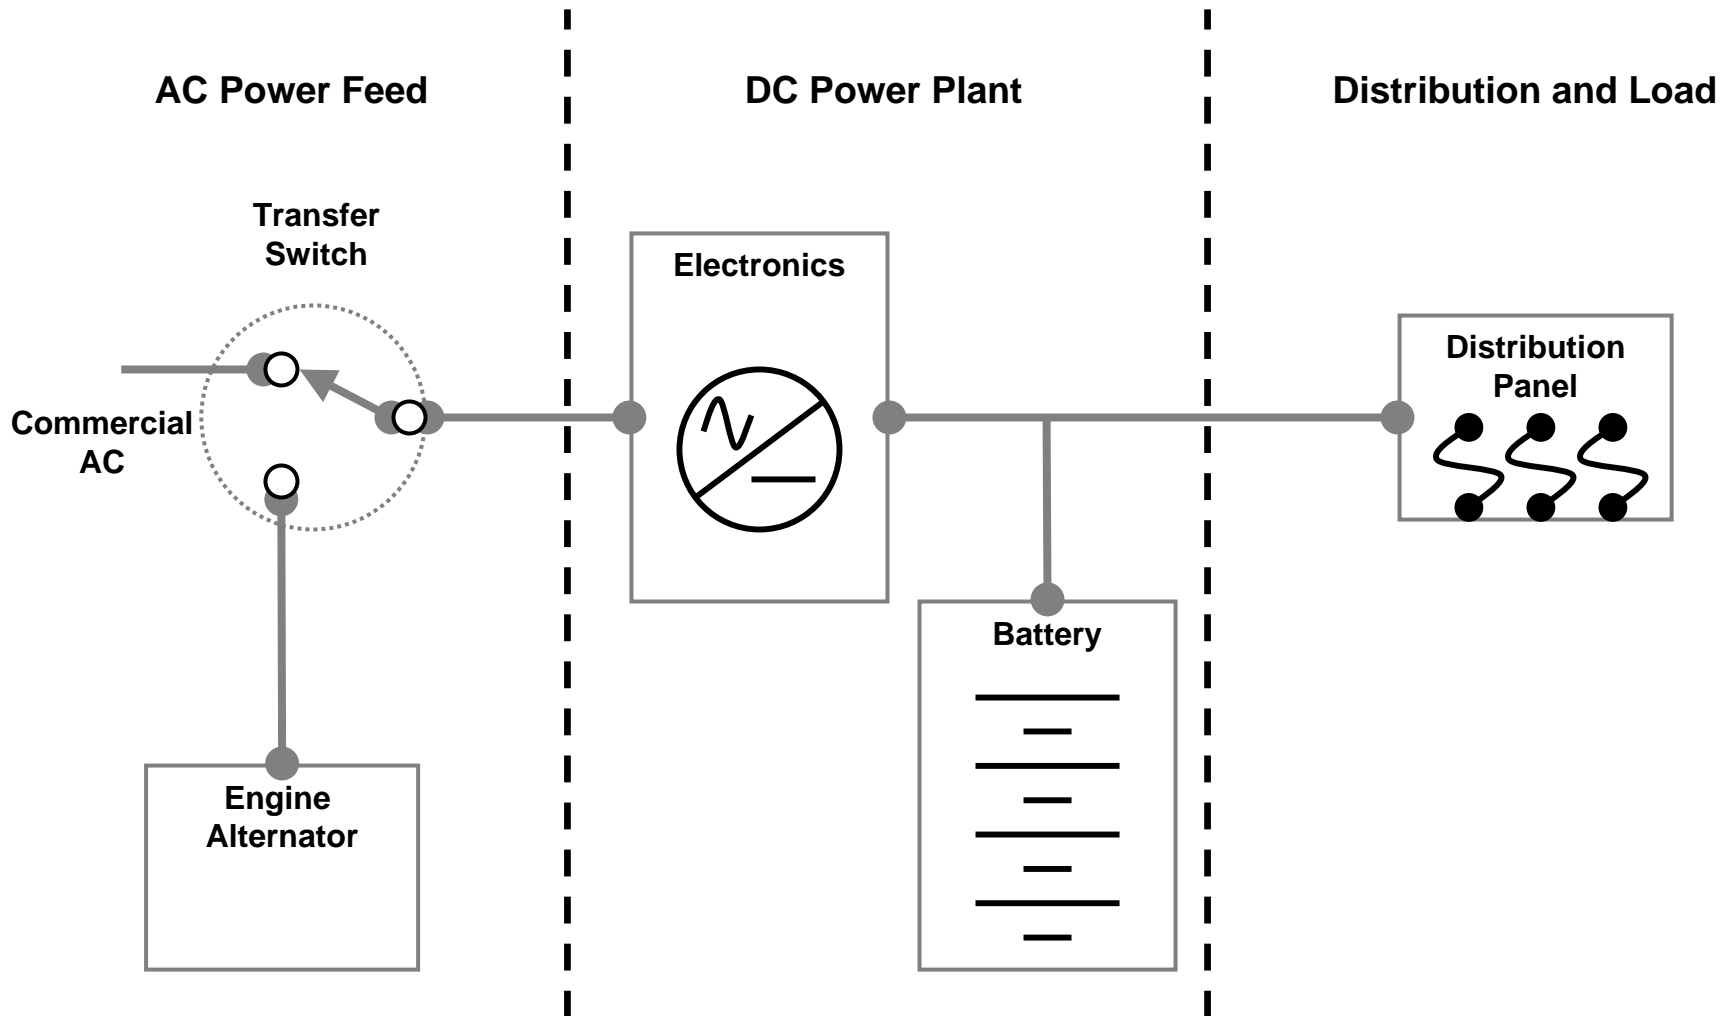 AC Power Feed
DC Power Plant
Distribution and Load
Transfer
Switch
Commercial
AC
Engine
Alternator
Electronics
Battery
Distribution
Panel